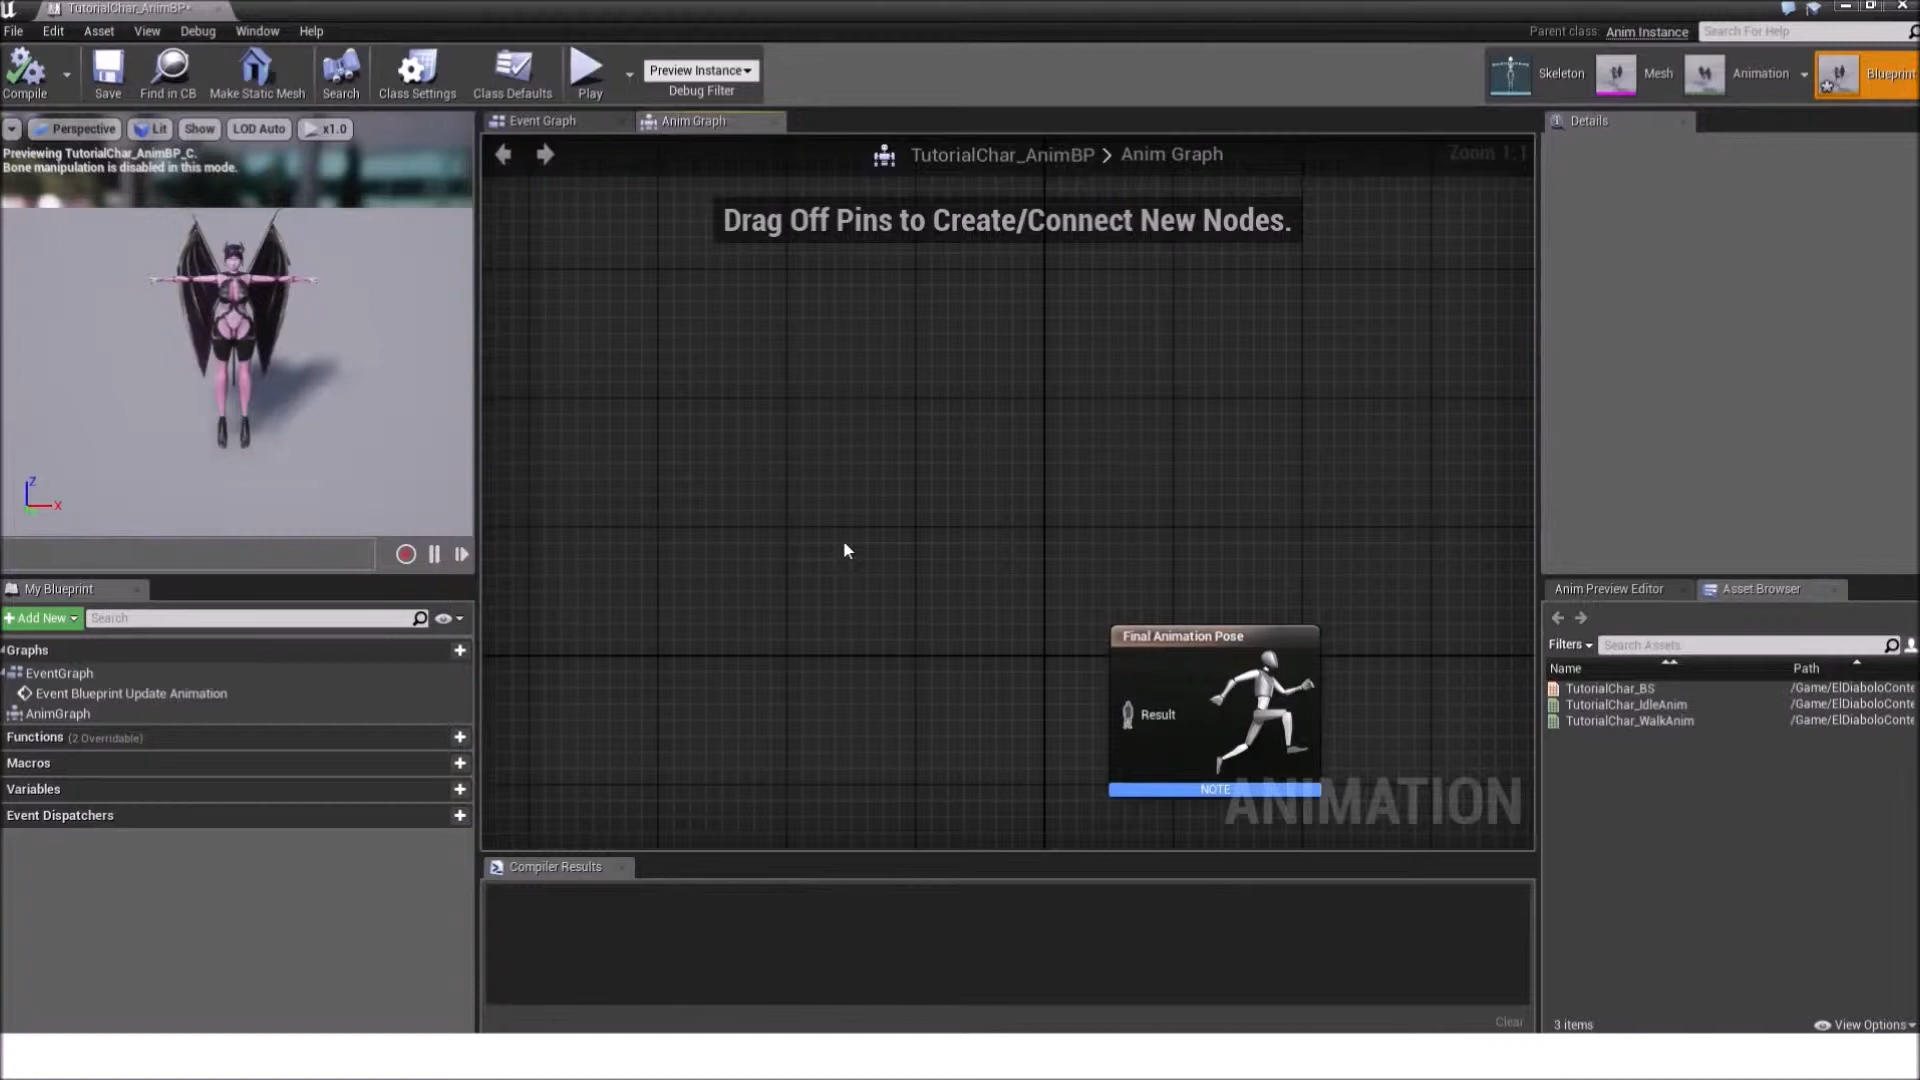 TutorialChar_AnimBP*
File Edit Asset View Debug Window Help
Parent class: Anim Instance
Search For Help
Compile
Save
Find in CB
Make Static Mesh
Search
Class Settings
Class Defaults
Play
Preview Instance
Debug Filter
Skeleton
Mesh
Animation
Blueprint
Perspective
Lit
Show
LOD Auto
x1.0
Previewing TutorialChar_AnimBP_C.
Bone manipulation is disabled in this mode.
Z
X
Event Graph
Anim Graph
TutorialChar_AnimBP > Anim Graph
Zoom 1:1
Drag Off Pins to Create/Connect New Nodes.
Final Animation Pose
Result
NOTE
ANIMATION
Compiler Results
Clear
My Blueprint
+ Add New
Search
Graphs
EventGraph
Event Blueprint Update Animation
AnimGraph
Functions (2 Overridable)
Macros
Variables
Event Dispatchers
Details
Anim Preview Editor
Asset Browser
Filters
Search Assets
Name Path
TutorialChar_BS /Game/ElDiaboloConte
TutorialChar_IdleAnim /Game/ElDiaboloConte
TutorialChar_WalkAnim /Game/ElDiaboloConte
3 items
View Options